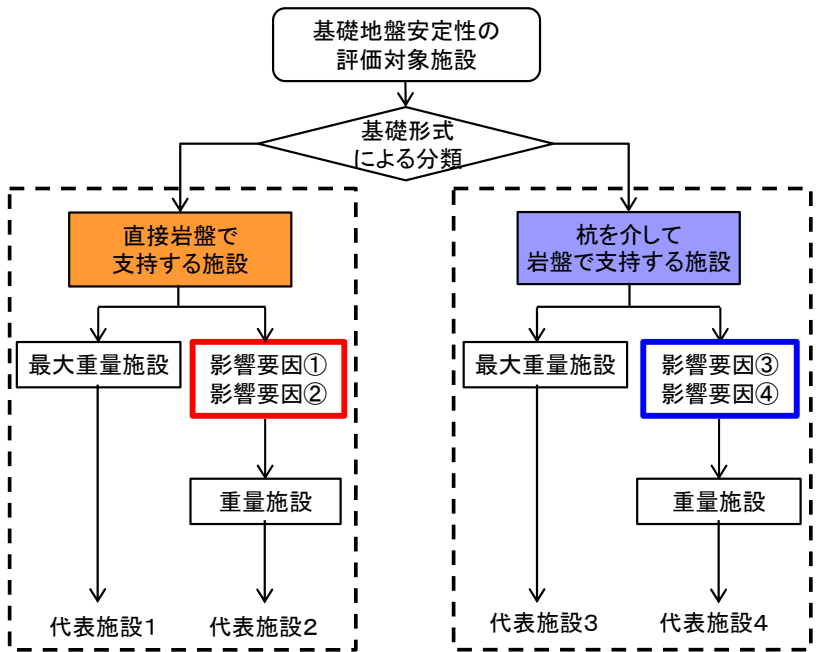 基礎地盤安定性の
評価対象施設
基礎形式
による分類
直接岩盤で
支持する施設
最大重量施設
影響要因①
影響要因②
重量施設
代表施設1
代表施設2
杭を介して
岩盤で支持する施設
最大重量施設
影響要因③
影響要因④
重量施設
代表施設3
代表施設4